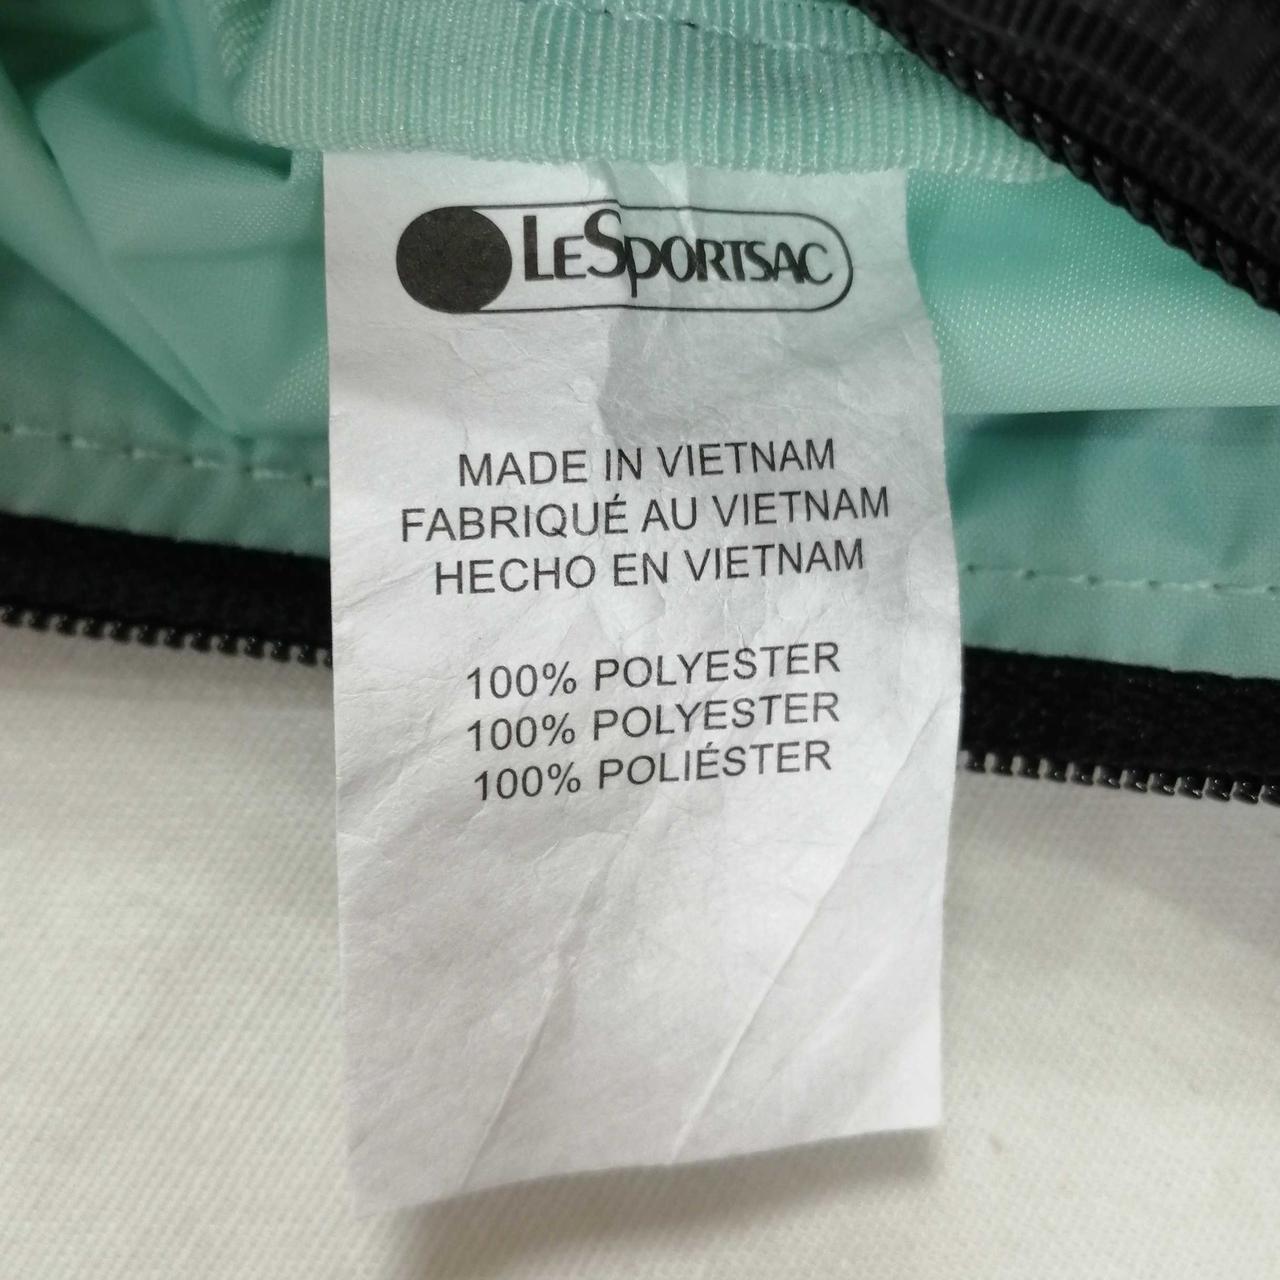 LeSportsac
MADE IN VIETNAM
FABRIQUÉ AU VIETNAM
HECHO EN VIETNAM
100% POLYESTER
100% POLYESTER
100% POLIÉSTER